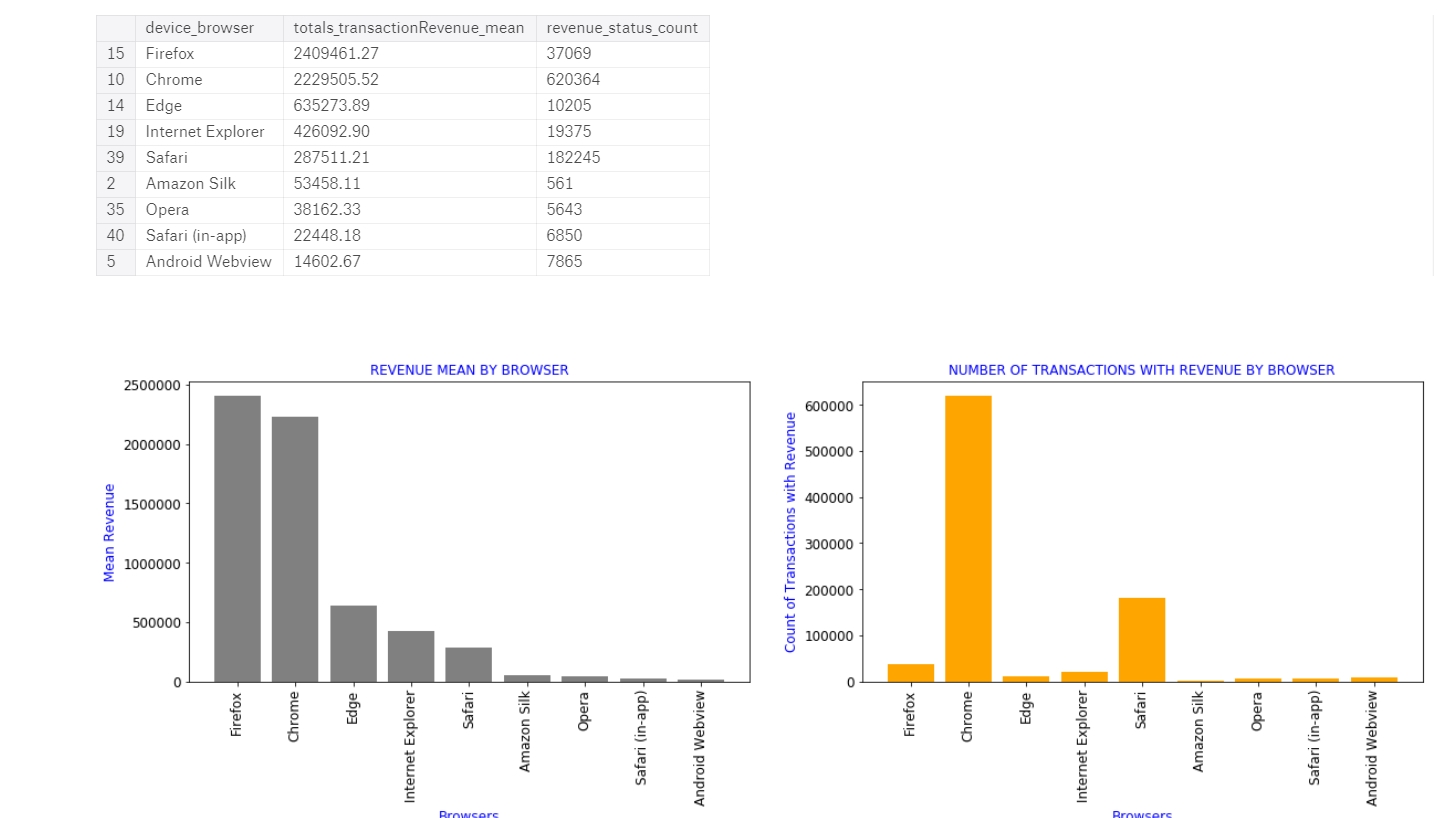 device_browser totals_transactionRevenue_mean revenue_status_count
15 Firefox 2409461.27 37069
10 Chrome 2229505.52 620364
14 Edge 635273.89 10205
19 Internet Explorer 426092.90 19375
39 Safari 287511.21 182245
2 Amazon Silk 53458.11 561
35 Opera 38162.33 5643
40 Safari (in-app) 22448.18 6850
5 Android Webview 14602.67 7865
REVENUE MEAN BY BROWSER
Mean Revenue
2500000
2000000
1500000
1000000
500000
0
Firefox
Chrome
Edge
Internet Explorer
Safari
Amazon Silk
Opera
Safari (in-app)
Android Webview
Browsers
NUMBER OF TRANSACTIONS WITH REVENUE BY BROWSER
Count of Transactions with Revenue
600000
500000
400000
300000
200000
100000
0
Firefox
Chrome
Edge
Internet Explorer
Safari
Amazon Silk
Opera
Safari (in-app)
Android Webview
Browsers